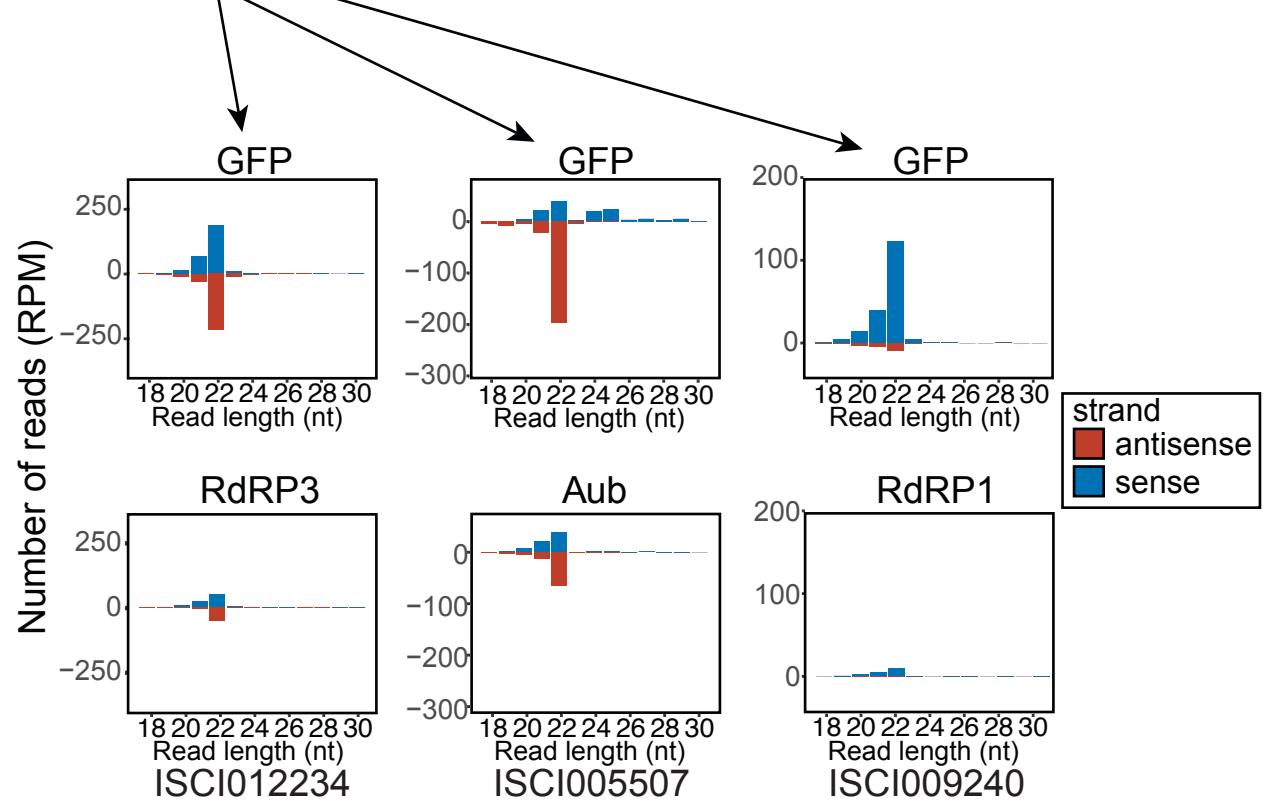 GFP
GFP
GFP
Number of reads (RPM)
250
0
−250
18 20 22 24 26 28 30
Read length (nt)
0
−100
−200
−300
18 20 22 24 26 28 30
Read length (nt)
200
100
0
18 20 22 24 26 28 30
Read length (nt)
strand
antisense
sense
RdRP3
Aub
RdRP1
250
0
−250
18 20 22 24 26 28 30
Read length (nt)
ISCI012234
0
−100
−200
−300
18 20 22 24 26 28 30
Read length (nt)
ISCI005507
200
100
0
18 20 22 24 26 28 30
Read length (nt)
ISCI009240